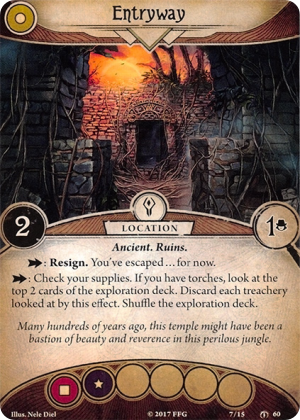 Entryway
2
LOCATION
1
Ancient. Ruins.
: Resign. You've escaped... for now.
: Check your supplies. If you have torches, look at the
top 2 cards of the exploration deck. Discard each treachery
looked at by this effect. Shuffle the exploration deck.
Many hundreds of years ago, this temple might have been a
bastion of beauty and reverence in this perilous jungle.
Illus. Nele Diel
© 2017 FFG
7/15
60